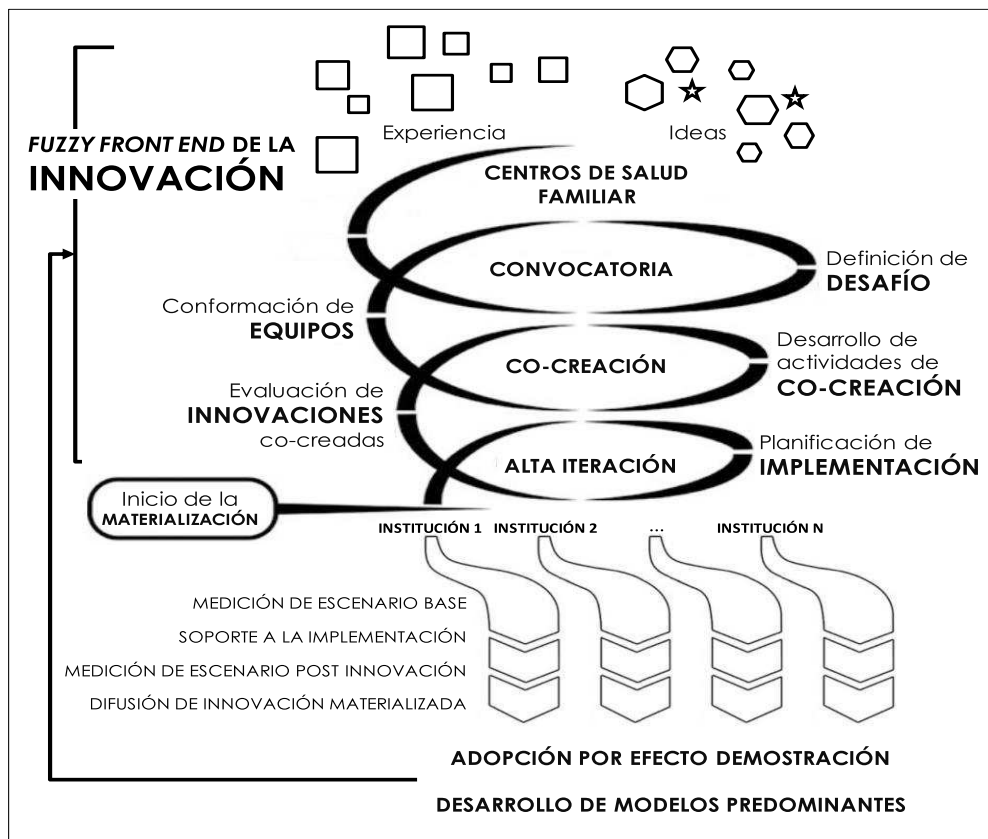 Experiencia
Ideas
FUZZY FRONT END DE LA
INNOVACIÓN
CENTROS DE SALUD
FAMILIAR
CONVOCATORIA
Definición de
DESAFÍO
Conformación de
EQUIPOS
CO-CREACIÓN
Desarrollo de
actividades de
CO-CREACIÓN
Evaluación de
INNOVACIONES
co-creadas
ALTA ITERACIÓN
Planificación de
IMPLEMENTACIÓN
Inicio de la
MATERIALIZACIÓN
INSTITUCIÓN 1 INSTITUCIÓN 2 ... INSTITUCIÓN N
MEDICIÓN DE ESCENARIO BASE
SOPORTE A LA IMPLEMENTACIÓN
MEDICIÓN DE ESCENARIO POST INNOVACIÓN
DIFUSIÓN DE INNOVACIÓN MATERIALIZADA
ADOPCIÓN POR EFECTO DEMOSTRACIÓN
DESARROLLO DE MODELOS PREDOMINANTES